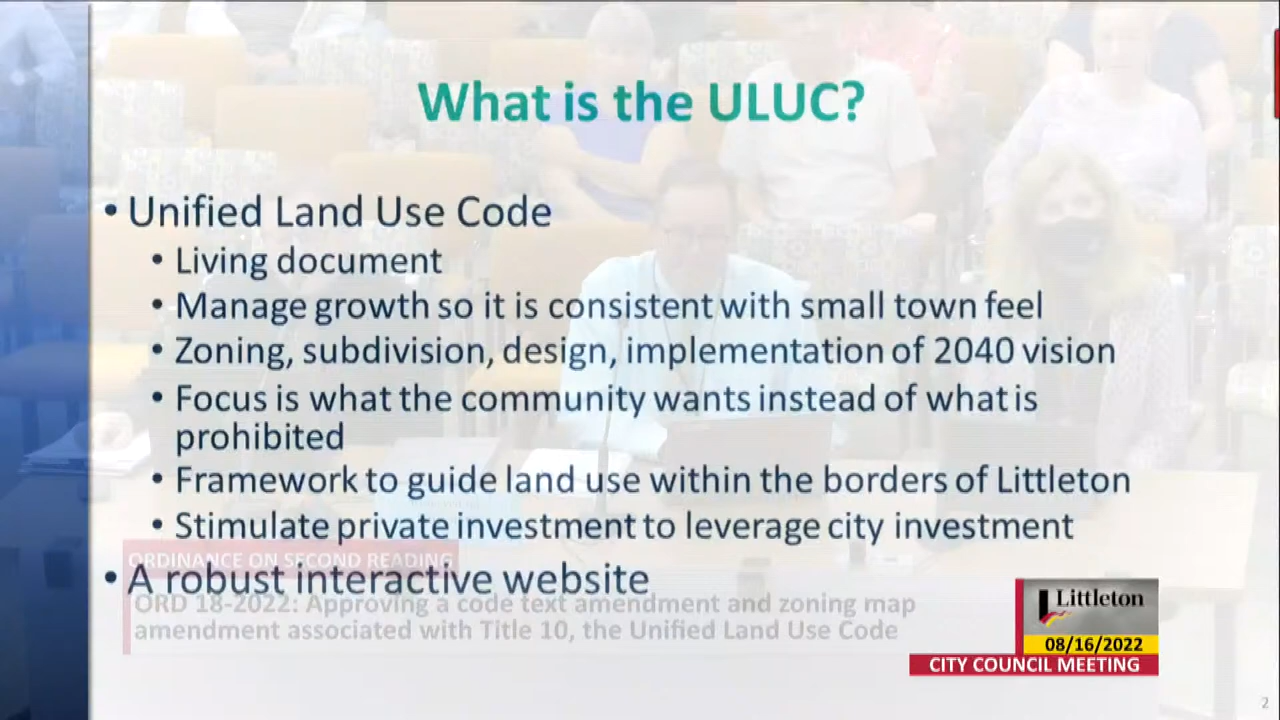 What is the ULUC?
• Unified Land Use Code
• Living document
• Manage growth so it is consistent with small town feel
• Zoning, subdivision, design, implementation of 2040 vision
• Focus is what the community wants instead of what is
prohibited
• Framework to guide land use within the borders of Littleton
• Stimulate private investment to leverage city investment
ORDINANCE ON SECOND READING
• A robust interactive website
ORD 18-2022: Approving a code text amendment and zoning map
amendment associated with Title 10, the Unified Land Use Code
Littleton
08/16/2022
CITY COUNCIL MEETING
2